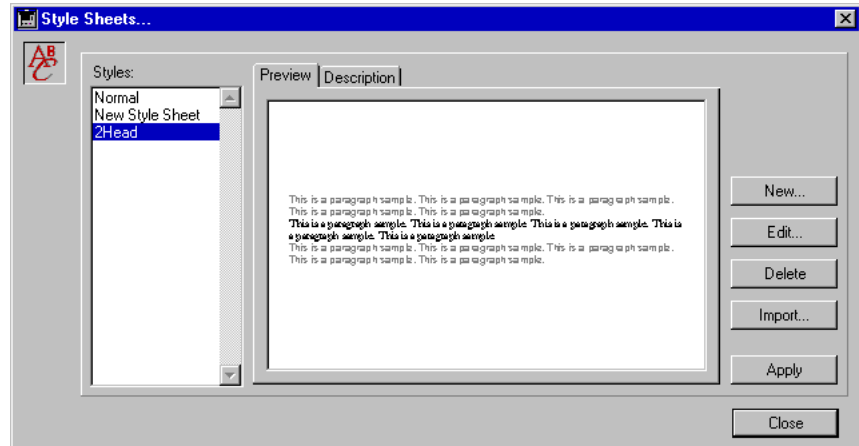 Style Sheets...
ABC
Styles:
Normal
New Style Sheet
2Head
Preview
Description
This is a paragraph sample. This is a paragraph sample. This is a paragraph sample.
This is a paragraph sample. This is a paragraph sample.
This is a paragraph sample. This is a paragraph sample. This is a paragraph sample. This is
a paragraph sample. This is a paragraph sample
This is a paragraph sample. This is a paragraph sample. This is a paragraph sample.
This is a paragraph sample. This is a paragraph sample.
New...
Edit...
Delete
Import...
Apply
Close